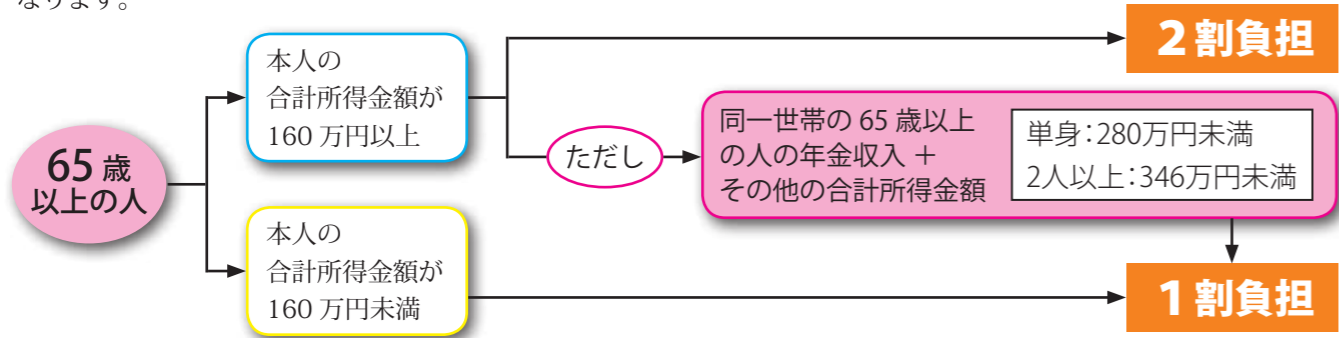 なります。
65歳
以上の人
本人の
合計所得金額が
160万円以上
本人の
合計所得金額が
160万円未満
ただし
同一世帯の65歳以上
の人の年金収入＋
その他の合計所得金額
単身：280万円未満
2人以上：346万円未満
2割負担
1割負担